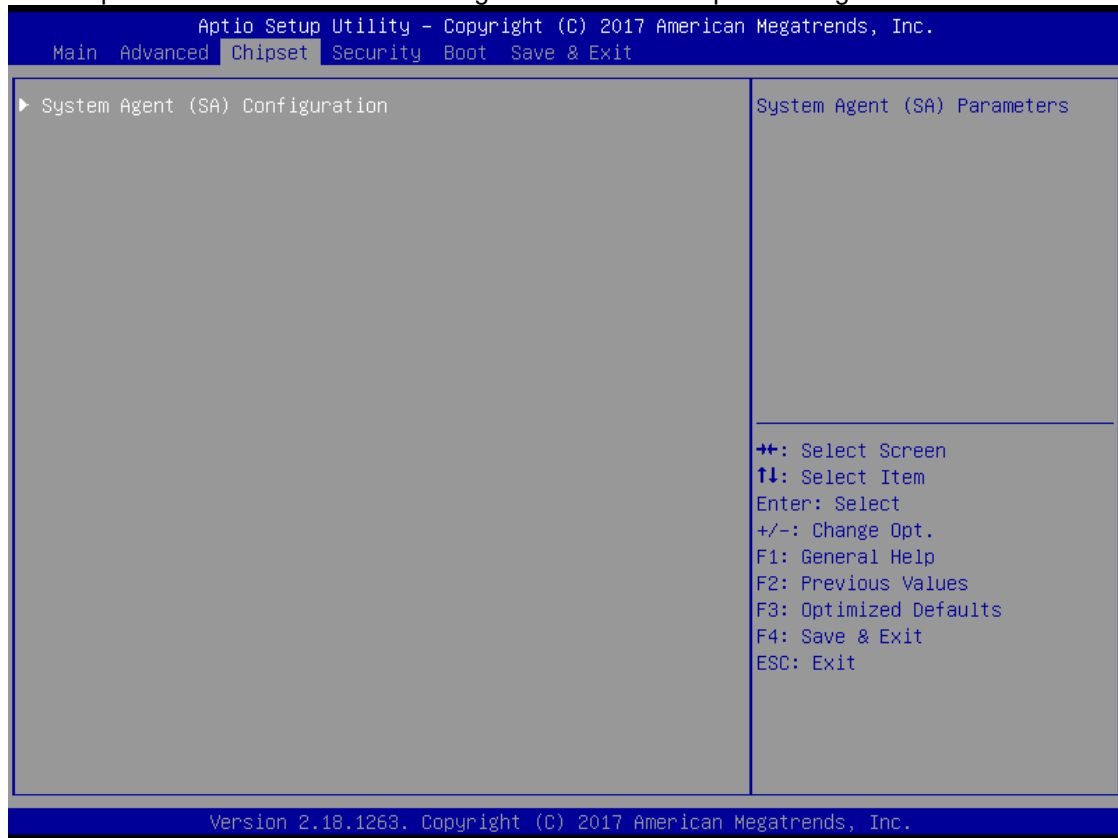 Aptio Setup Utility – Copyright (C) 2017 American Megatrends, Inc.
Main Advanced Chipset Security Boot Save & Exit
▶ System Agent (SA) Configuration
System Agent (SA) Parameters
→←: Select Screen
↑↓: Select Item
Enter: Select
+/-: Change Opt.
F1: General Help
F2: Previous Values
F3: Optimized Defaults
F4: Save & Exit
ESC: Exit
Version 2.18.1263. Copyright (C) 2017 American Megatrends, Inc.